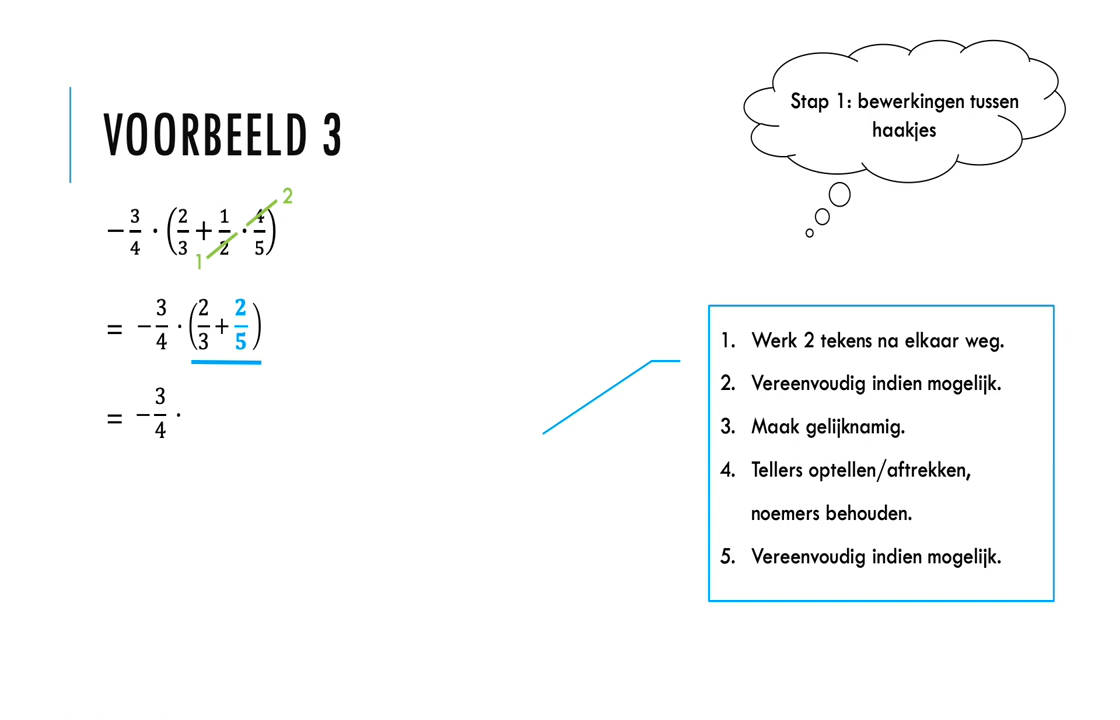 Stap 1: bewerkingen tussen
haakjes
VOORBEELD 3
−3/4 · (2/3 + 1/2 · 4/5) 2 1
= −3/4 · (2/3 + 2/5)
= −3/4 ·
1. Werk 2 tekens na elkaar weg.
2. Vereenvoudig indien mogelijk.
3. Maak gelijknamig.
4. Tellers optellen/aftrekken,
noemers behouden.
5. Vereenvoudig indien mogelijk.